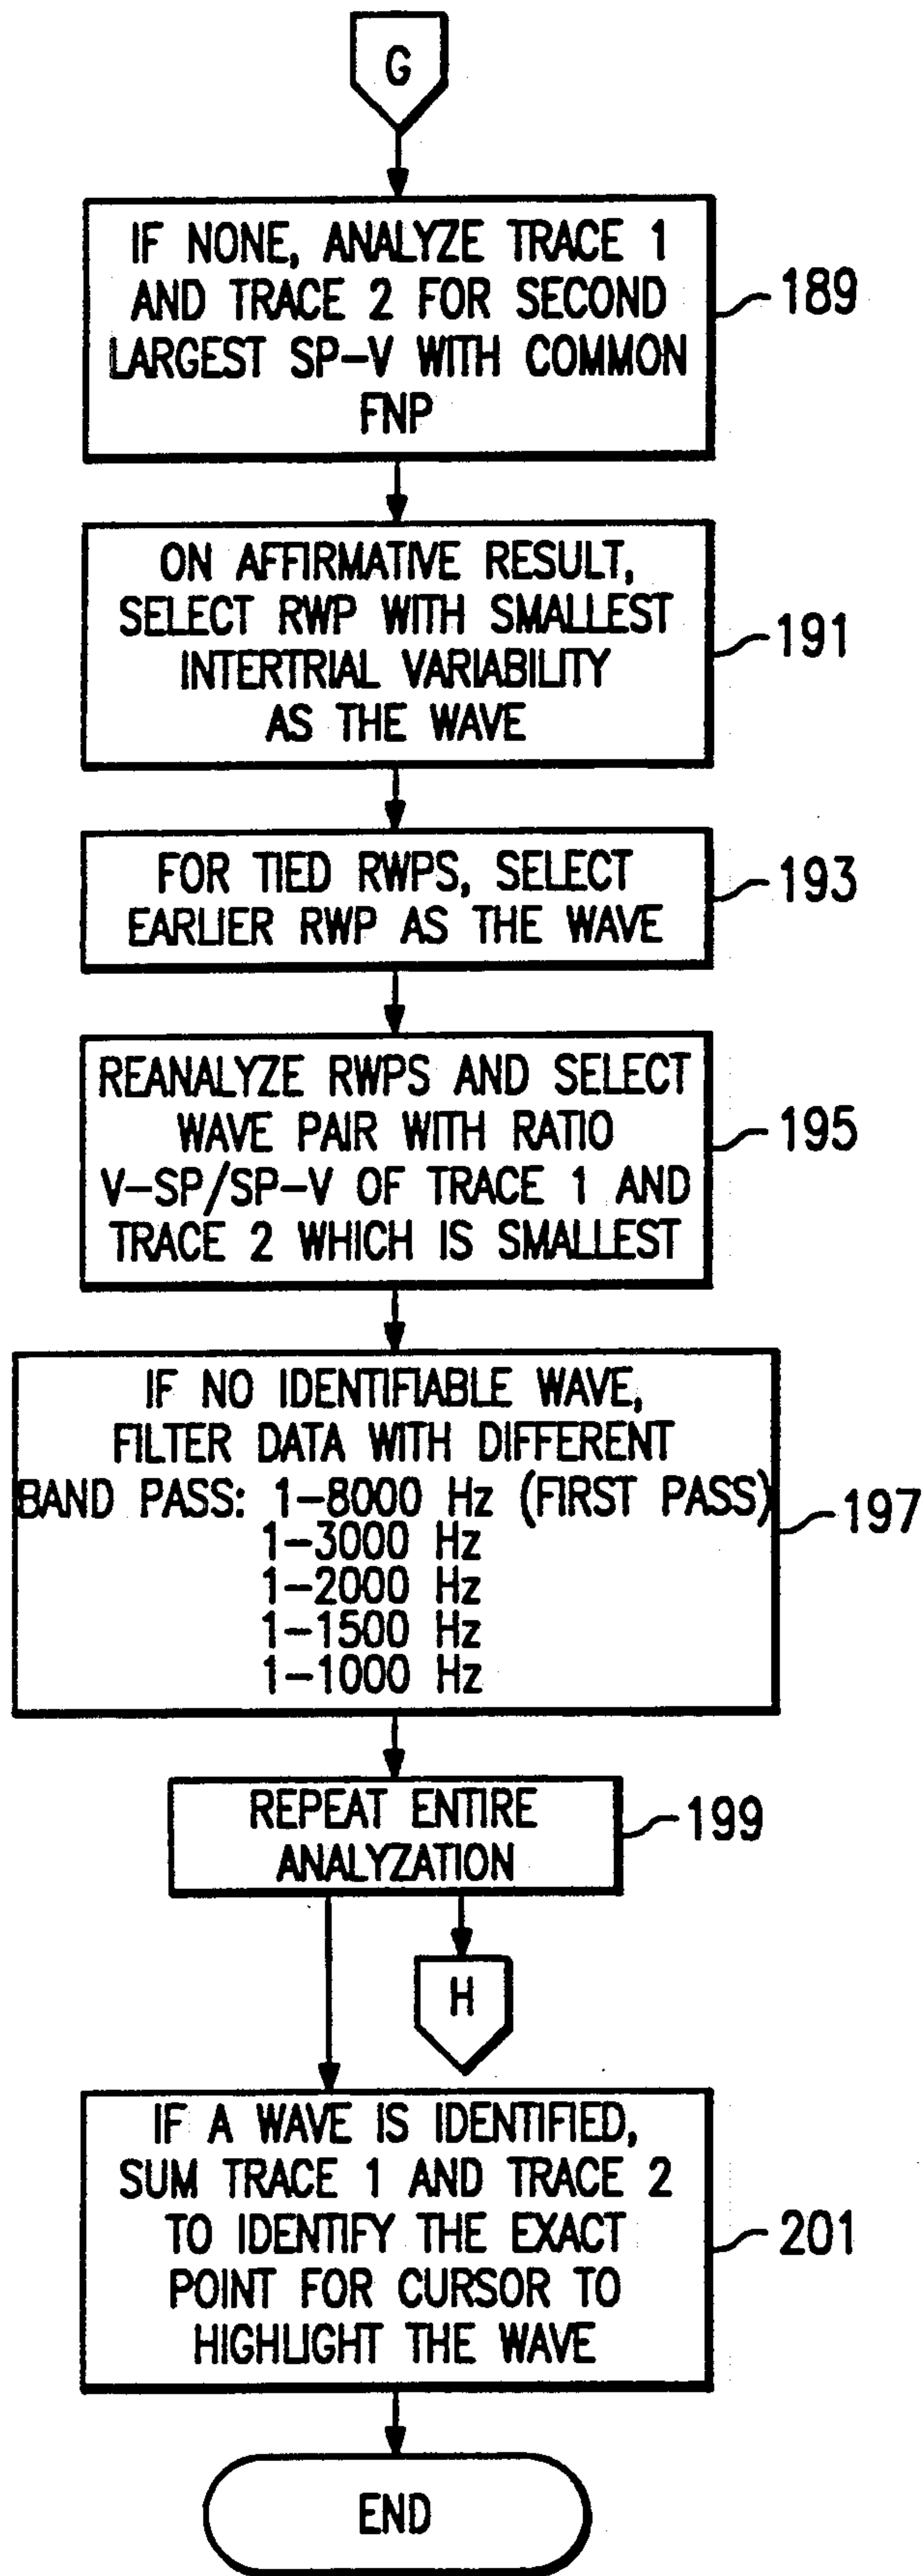 G
IF NONE, ANALYZE TRACE 1
AND TRACE 2 FOR SECOND
LARGEST SP-V WITH COMMON
FNP
189
ON AFFIRMATIVE RESULT,
SELECT RWP WITH SMALLEST
INTERTRIAL VARIABILITY
AS THE WAVE
191
FOR TIED RWPS, SELECT
EARLIER RWP AS THE WAVE
193
REANALYZE RWPS AND SELECT
WAVE PAIR WITH RATIO
V-SP/SP-V OF TRACE 1 AND
TRACE 2 WHICH IS SMALLEST
195
IF NO IDENTIFIABLE WAVE,
FILTER DATA WITH DIFFERENT
BAND PASS: 1-8000 Hz (FIRST PASS)
1-3000 Hz
1-2000 Hz
1-1500 Hz
1-1000 Hz
197
REPEAT ENTIRE
ANALYZATION
199
H
IF A WAVE IS IDENTIFIED,
SUM TRACE 1 AND TRACE 2
TO IDENTIFY THE EXACT
POINT FOR CURSOR TO
HIGHLIGHT THE WAVE
201
END